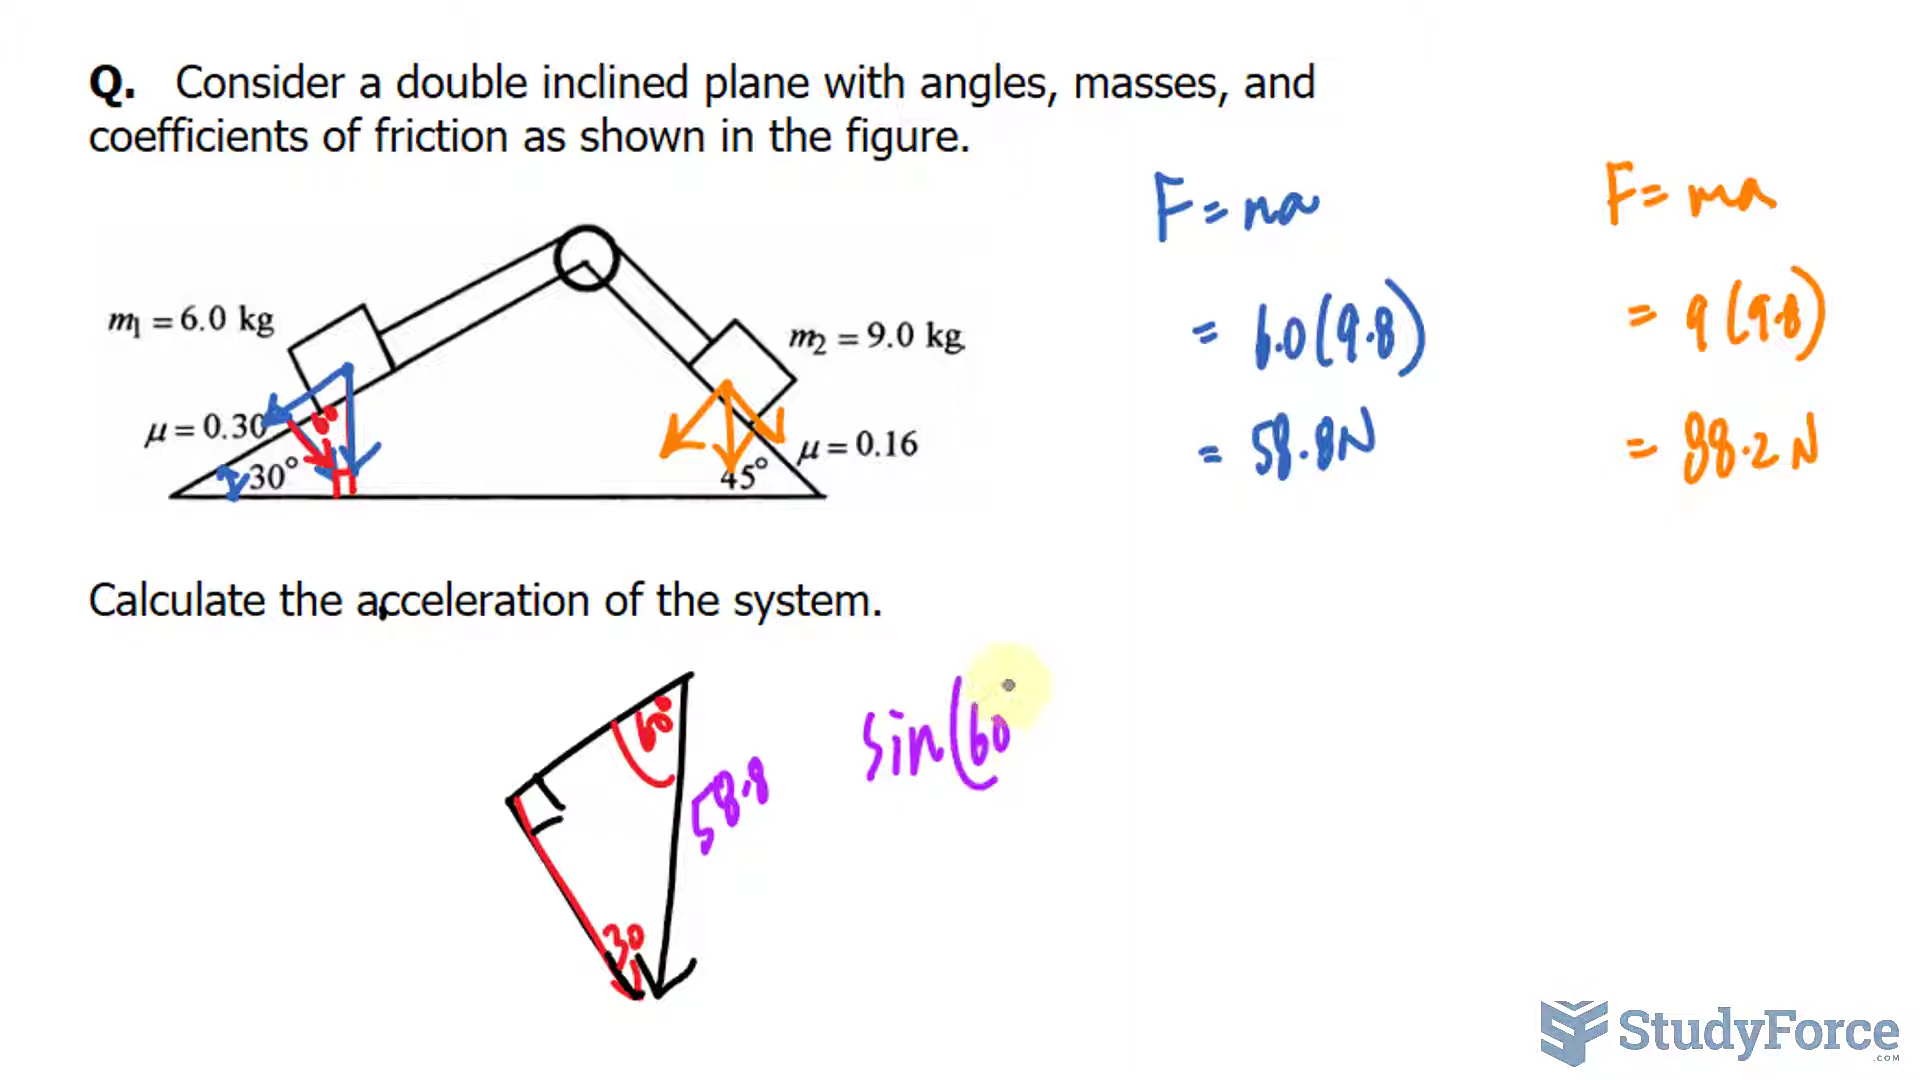 Q. Consider a double inclined plane with angles, masses, and
coefficients of friction as shown in the figure.
F = ma
F = ma
m1 = 6.0 kg
m2 = 9.0 kg
= 6.0(9.8)
= 9(9.8)
μ = 0.30
60°
μ = 0.16
30°
45°
= 58.8N
= 88.2 N
Calculate the acceleration of the system.
60°
58.8
sin(60
30
StudyForce
.COM